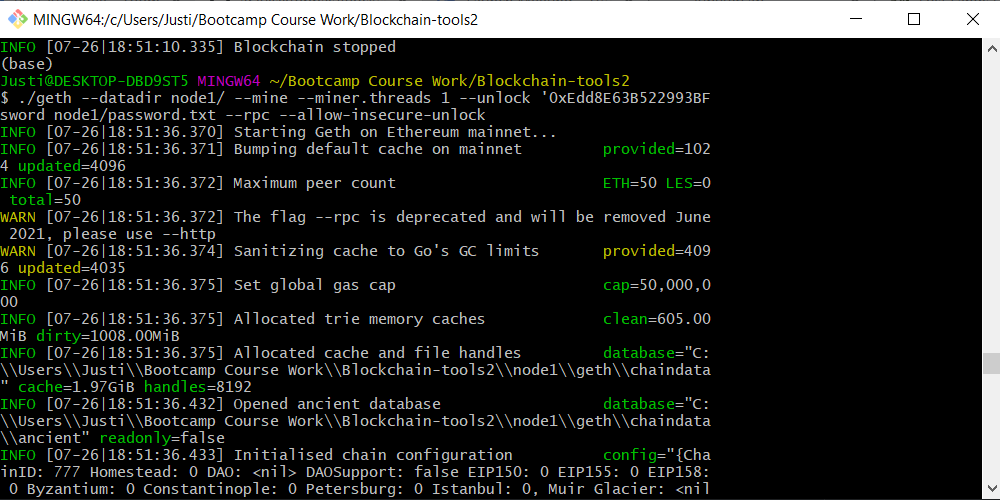 MINGW64:/c/Users/Justi/Bootcamp Course Work/Blockchain-tools2
INFO [07-26|18:51:10.335] Blockchain stopped
(base)
Justi@DESKTOP-DBD9ST5 MINGW64 ~/Bootcamp Course Work/Blockchain-tools2
$ ./geth --datadir node1/ --mine --miner.threads 1 --unlock '0xEdd8E63B522993BF
sword node1/password.txt --rpc --allow-insecure-unlock
INFO [07-26|18:51:36.370] Starting Geth on Ethereum mainnet...
INFO [07-26|18:51:36.371] Bumping default cache on mainnet provided=102
4 updated=4096
INFO [07-26|18:51:36.372] Maximum peer count ETH=50 LES=0
total=50
WARN [07-26|18:51:36.372] The flag --rpc is deprecated and will be removed June
2021, please use --http
WARN [07-26|18:51:36.374] Sanitizing cache to Go's GC limits provided=409
6 updated=4035
INFO [07-26|18:51:36.375] Set global gas cap cap=50,000,0
00
INFO [07-26|18:51:36.375] Allocated trie memory caches clean=605.00
MiB dirty=1008.00MiB
INFO [07-26|18:51:36.375] Allocated cache and file handles database="C:
\\Users\\Justi\\Bootcamp Course Work\\Blockchain-tools2\\node1\\geth\\chaindata
" cache=1.97GiB handles=8192
INFO [07-26|18:51:36.432] Opened ancient database database="C:
\\Users\\Justi\\Bootcamp Course Work\\Blockchain-tools2\\node1\\geth\\chaindata
\\ancient" readonly=false
INFO [07-26|18:51:36.433] Initialised chain configuration config="{Cha
inID: 777 Homestead: 0 DAO: <nil> DAOSupport: false EIP150: 0 EIP155: 0 EIP158:
0 Byzantium: 0 Constantinople: 0 Petersburg: 0 Istanbul: 0, Muir Glacier: <nil